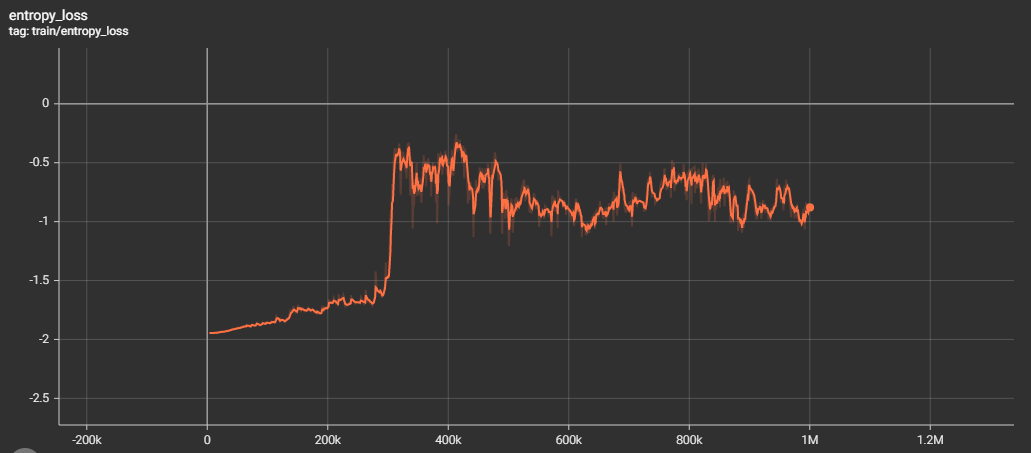 entropy_loss
tag: train/entropy_loss
0
-0.5
-1
-1.5
-2
-2.5
-200k
0
200k
400k
600k
800k
1M
1.2M